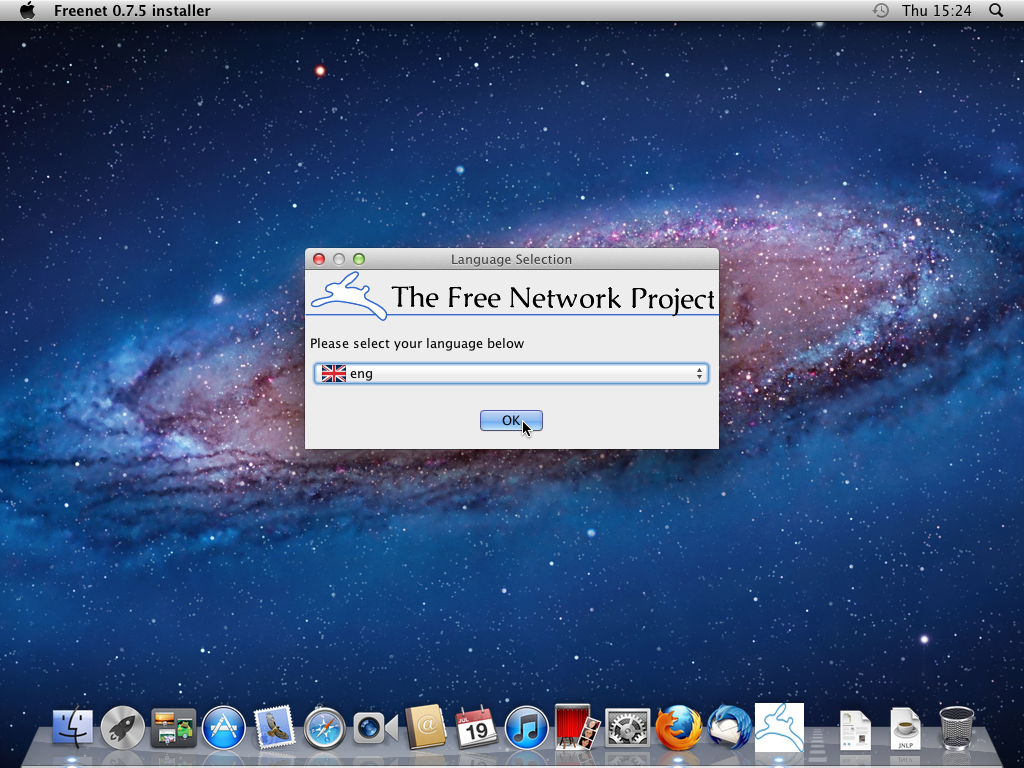 Freenet 0.7.5 installer
Thu 15:24
Language Selection
The Free Network Project
Please select your language below
eng
OK
@
JUL
19
JNLP